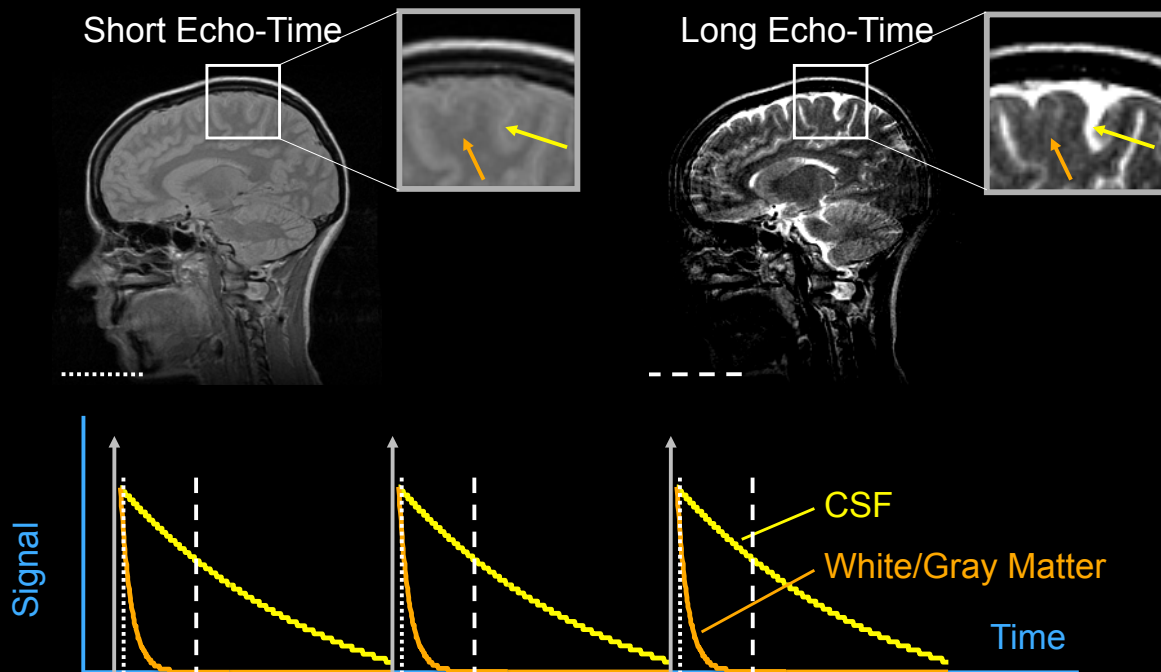 Short Echo-Time
Long Echo-Time
Signal
CSF
White/Gray Matter
Time